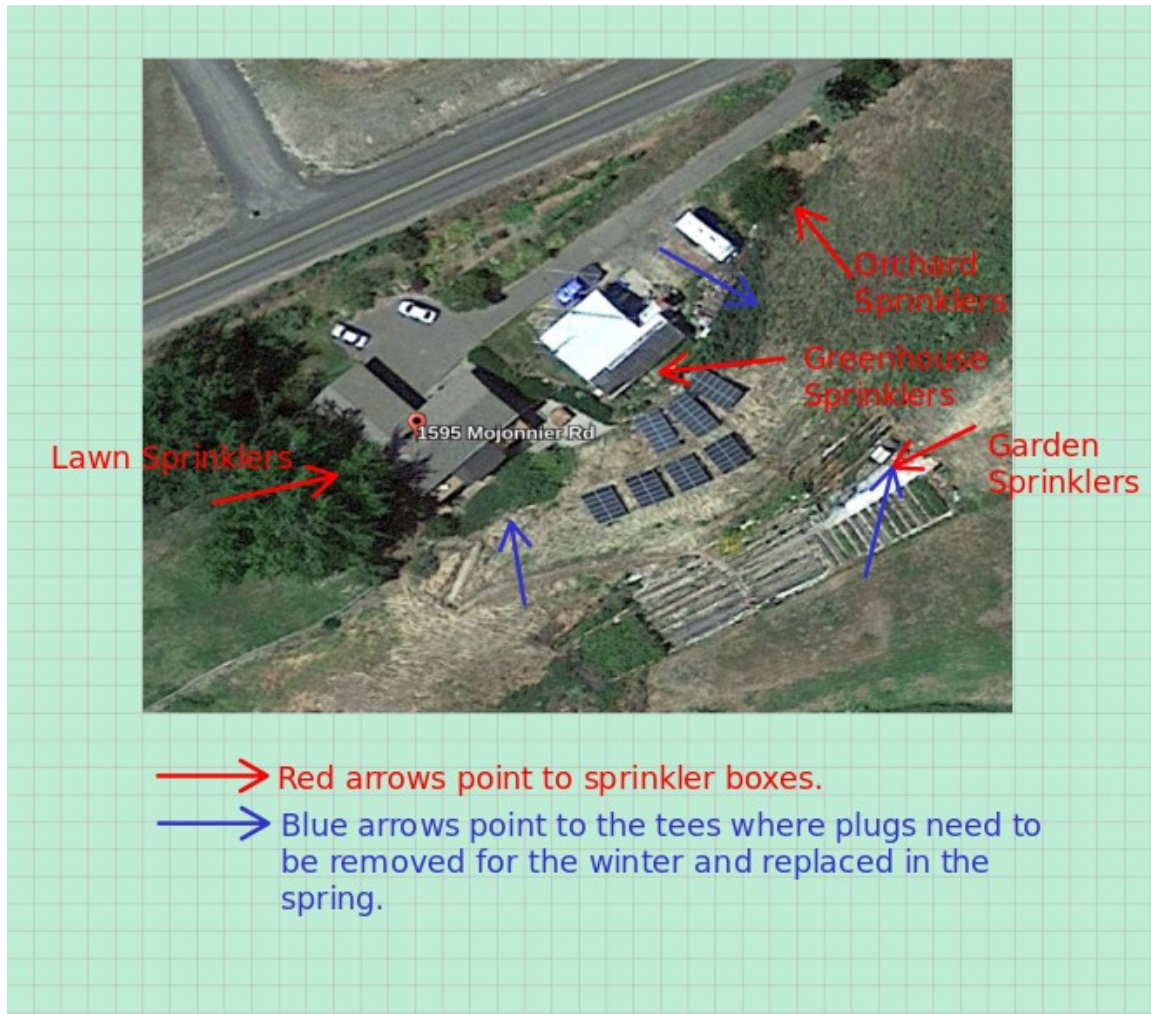 Orchard
Sprinklers
Greenhouse
Sprinklers
1595 Mojonnier Rd
Lawn Sprinklers
Garden
Sprinklers
Red arrows point to sprinkler boxes.
Blue arrows point to the tees where plugs need to
be removed for the winter and replaced in the
spring.